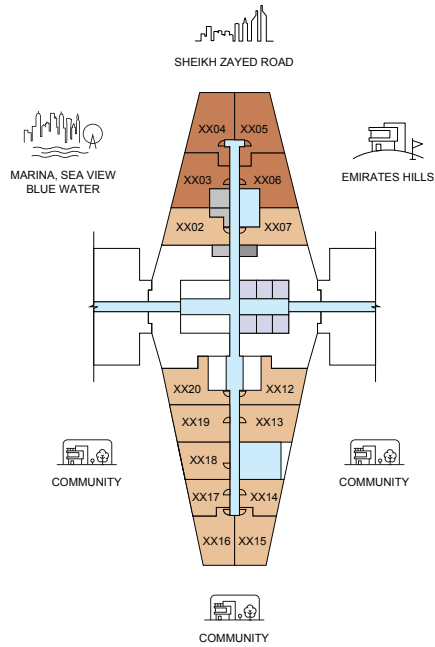 SHEIKH ZAYED ROAD
MARINA, SEA VIEW
BLUE WATER
EMIRATES HILLS
XX04
XX05
XX03
XX06
XX02
XX07
XX20
XX12
XX19
XX13
XX18
XX17
XX14
XX16
XX15
COMMUNITY
COMMUNITY
COMMUNITY